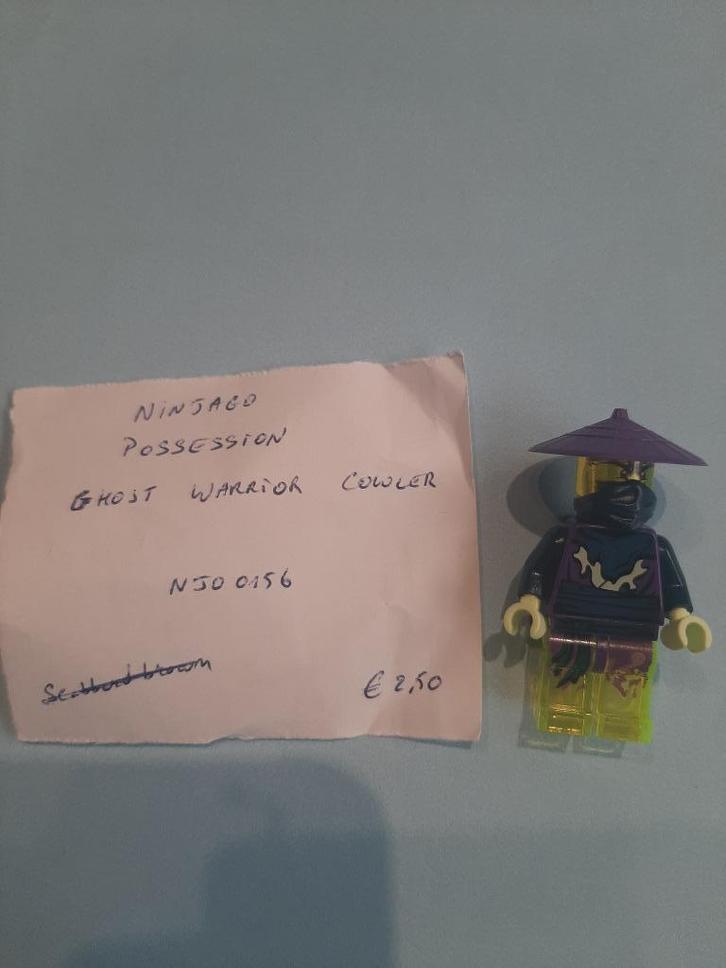 NINJAGO
POSSESSION
GHOST WARRIOR COWLER
NJO 0156
€ 2,50